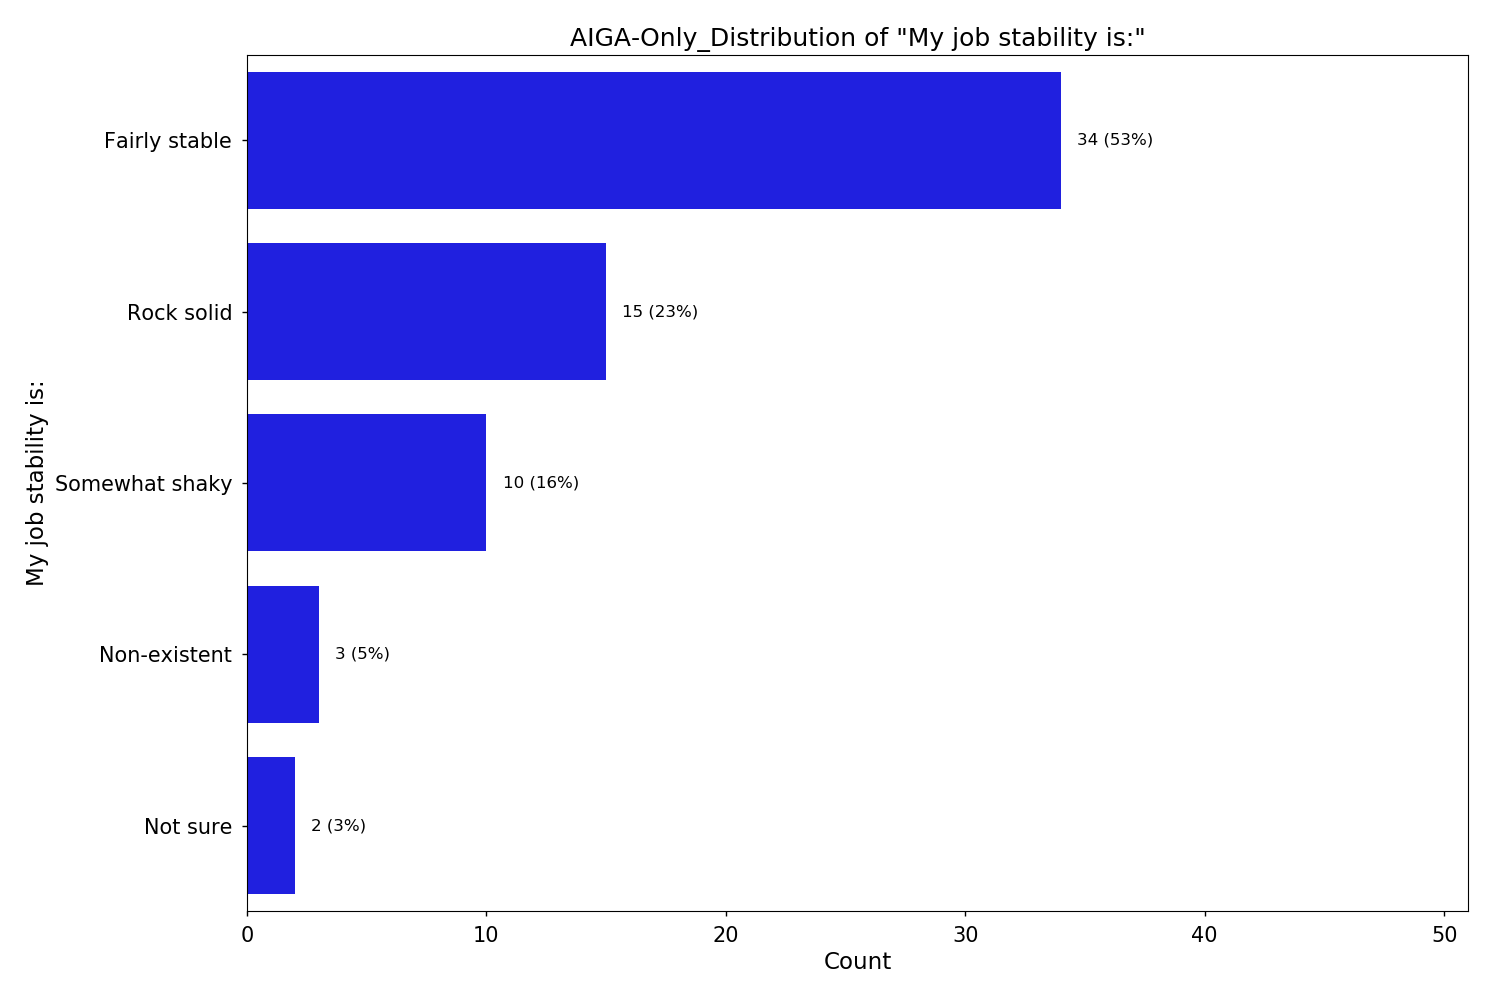 AIGA-Only_Distribution of "My job stability is:"
My job stability is:
Fairly stable
34 (53%)
Rock solid
15 (23%)
Somewhat shaky
10 (16%)
Non-existent
3 (5%)
Not sure
2 (3%)
0 10 20 30 40 50
Count